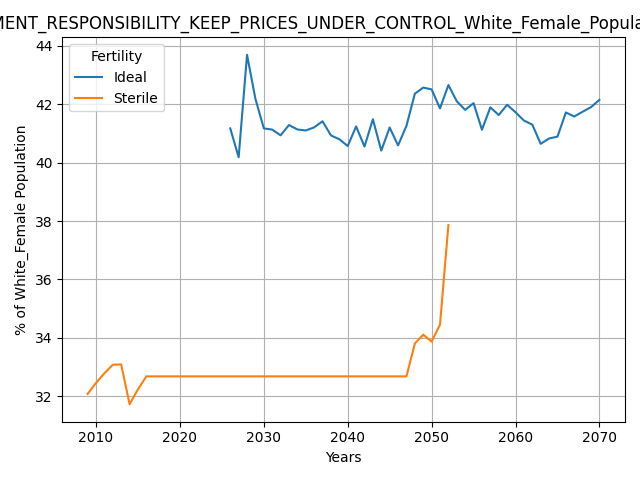 MENT_RESPONSIBILITY_KEEP_PRICES_UNDER_CONTROL_White_Female_Popula
Fertility
Ideal
Sterile
% of White_Female Population
44
42
40
38
36
34
32
2010 2020 2030 2040 2050 2060 2070
Years